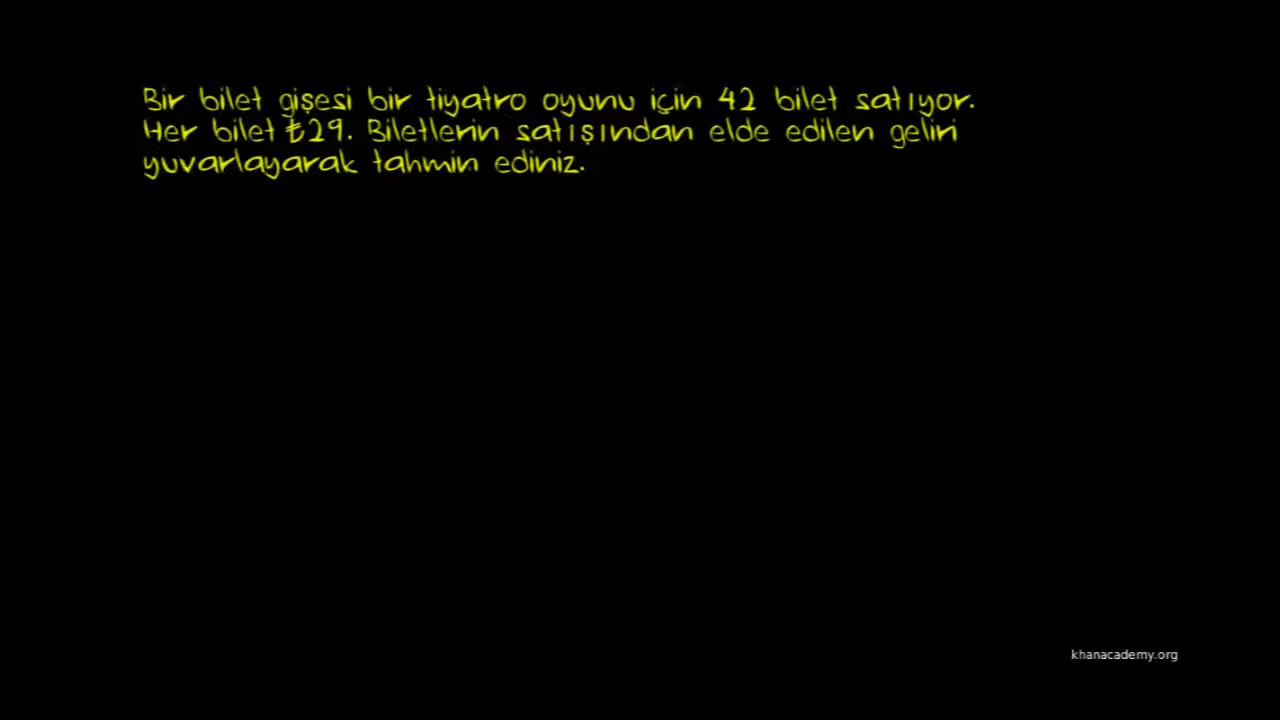 Bir bilet gişesi bir tiyatro oyunu için 42 bilet satıyor.
Her bilet ₺29. Biletlerin satışından elde edilen geliri
yuvarlayarak tahmin ediniz.
khanacademy.org